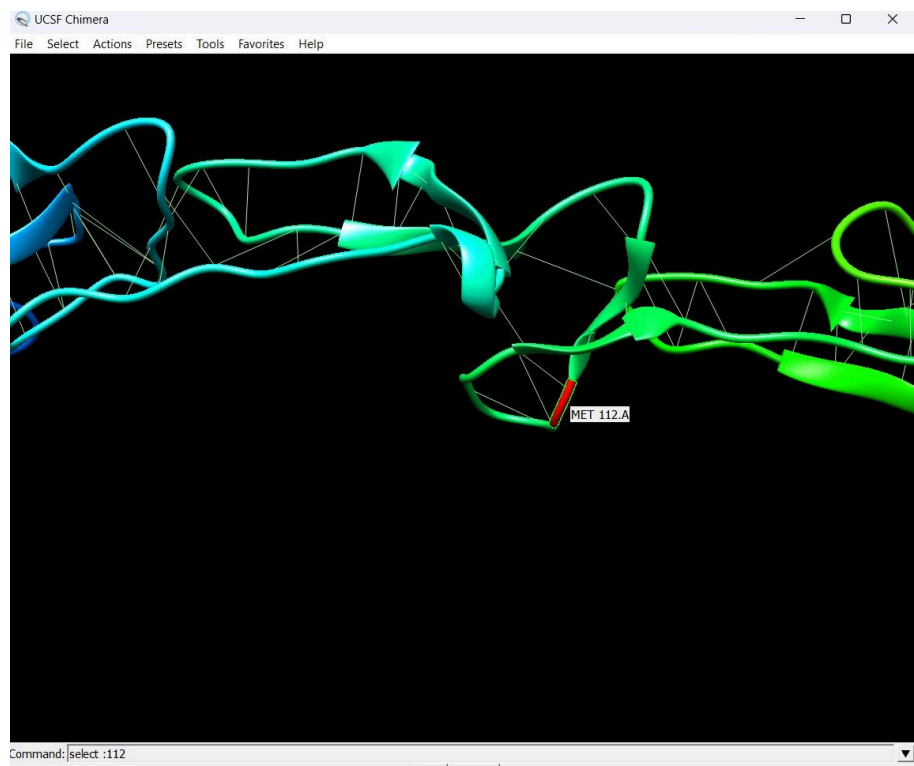 UCSF Chimera
File Select Actions Presets Tools Favorites Help
MET 112.A
Command: select :112